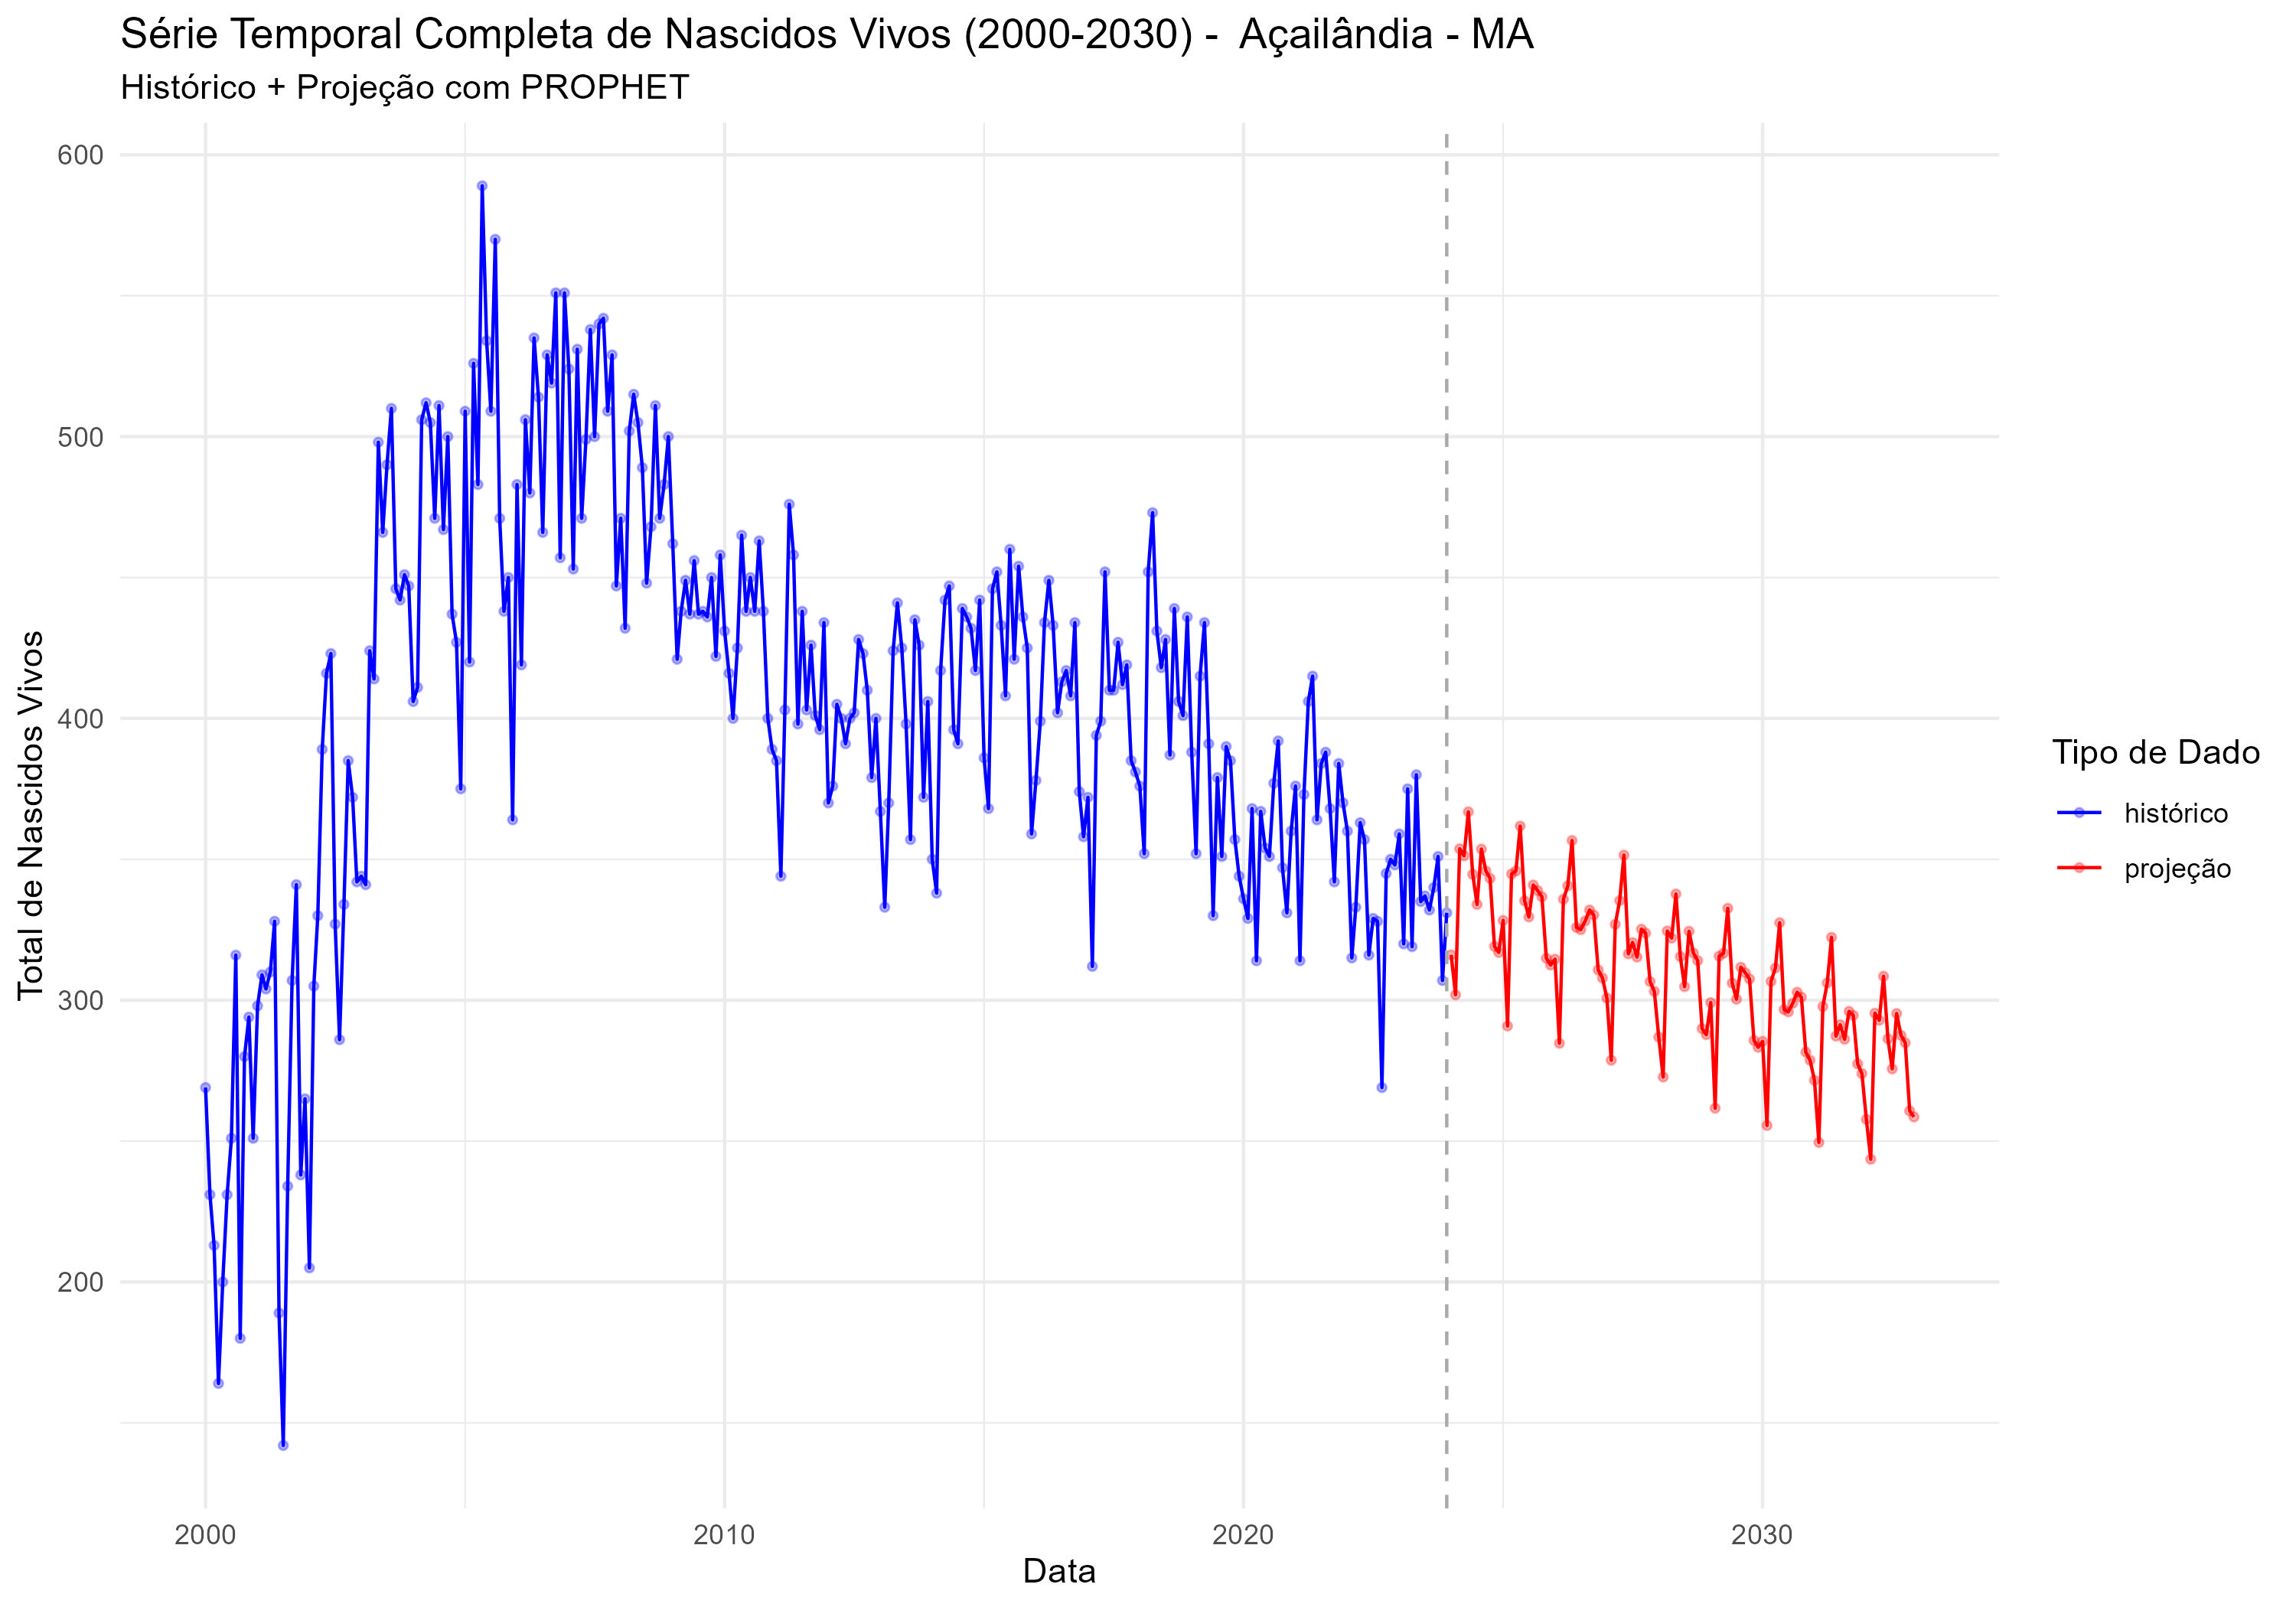 Série Temporal Completa de Nascidos Vivos (2000-2030) -  Açailândia - MA
Histórico + Projeção com PROPHET
600
500
400
300
200
Total de Nascidos Vivos
2000
2010
2020
2030
Data
Tipo de Dado
histórico
projeção